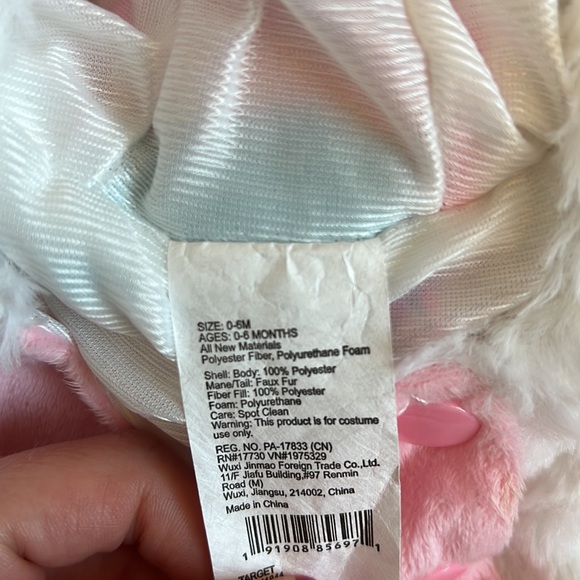 SIZE: 0-6M
AGES: 0-6 MONTHS
All New Materials
Polyester Fiber, Polyurethane Foam
Shell: Body: 100% Polyester
Mane/Tail: Faux Fur
Fiber Fill: 100% Polyester
Foam: Polyurethane
Care: Spot Clean
Warning: This product is for costume
use only.
REG. NO. PA-17833 (CN)
RN#17730 VN#1975329
Wuxi Jinmao Foreign Trade Co.,Ltd.
11/F Jiafu Building,#97 Renmin
Road (M)
Wuxi, Jiangsu, 214002, China
Made in China
1 91908 85697 1
TARGET